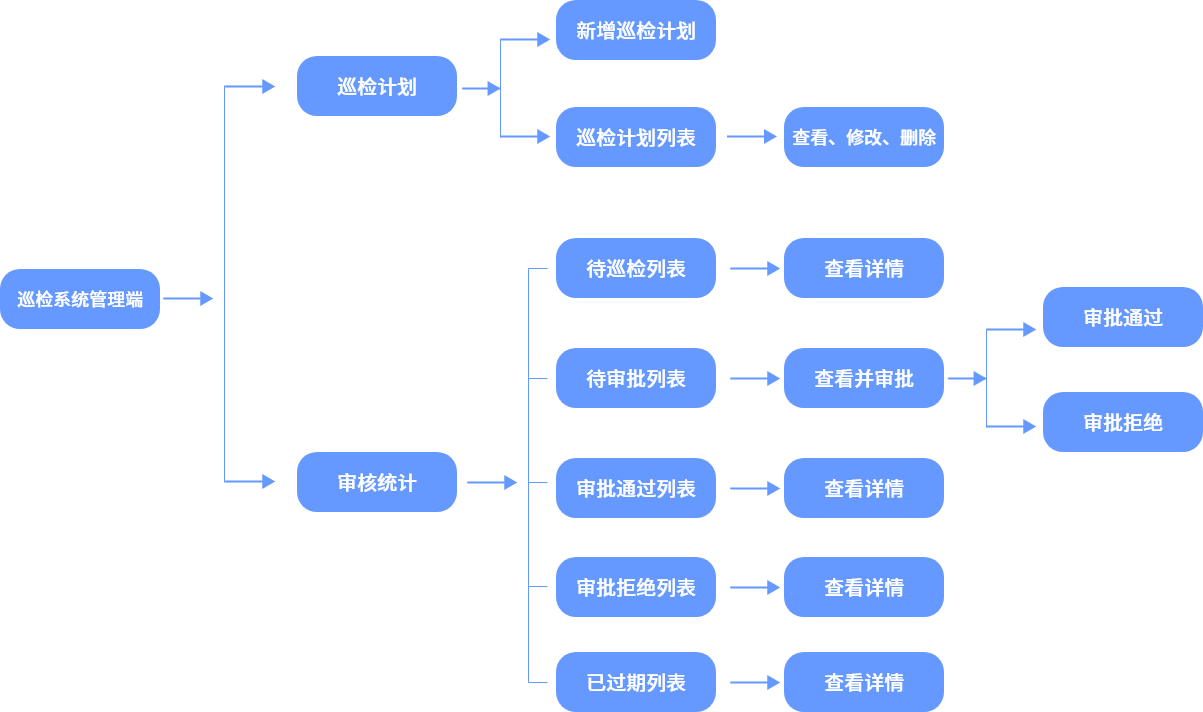 巡检系统管理端
巡检计划
新增巡检计划
巡检计划列表
查看、修改、删除
审核统计
待巡检列表
查看详情
待审批列表
查看并审批
审批通过
审批拒绝
审批通过列表
查看详情
审批拒绝列表
查看详情
已过期列表
查看详情